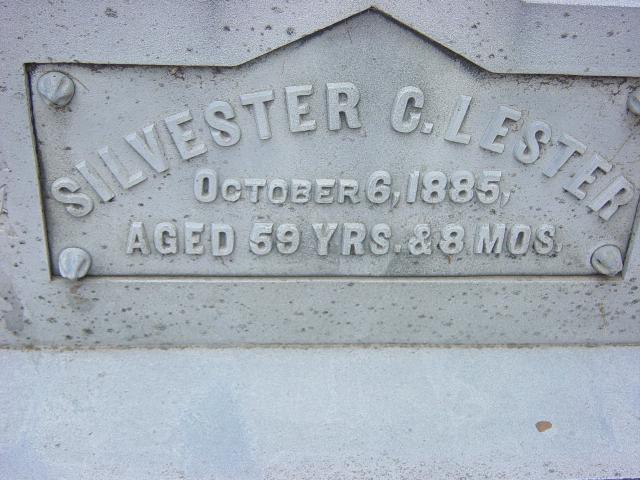 SILVESTER C. LESTER
OCTOBER 6, 1885,
AGED 59 YRS. & 8 MOS.